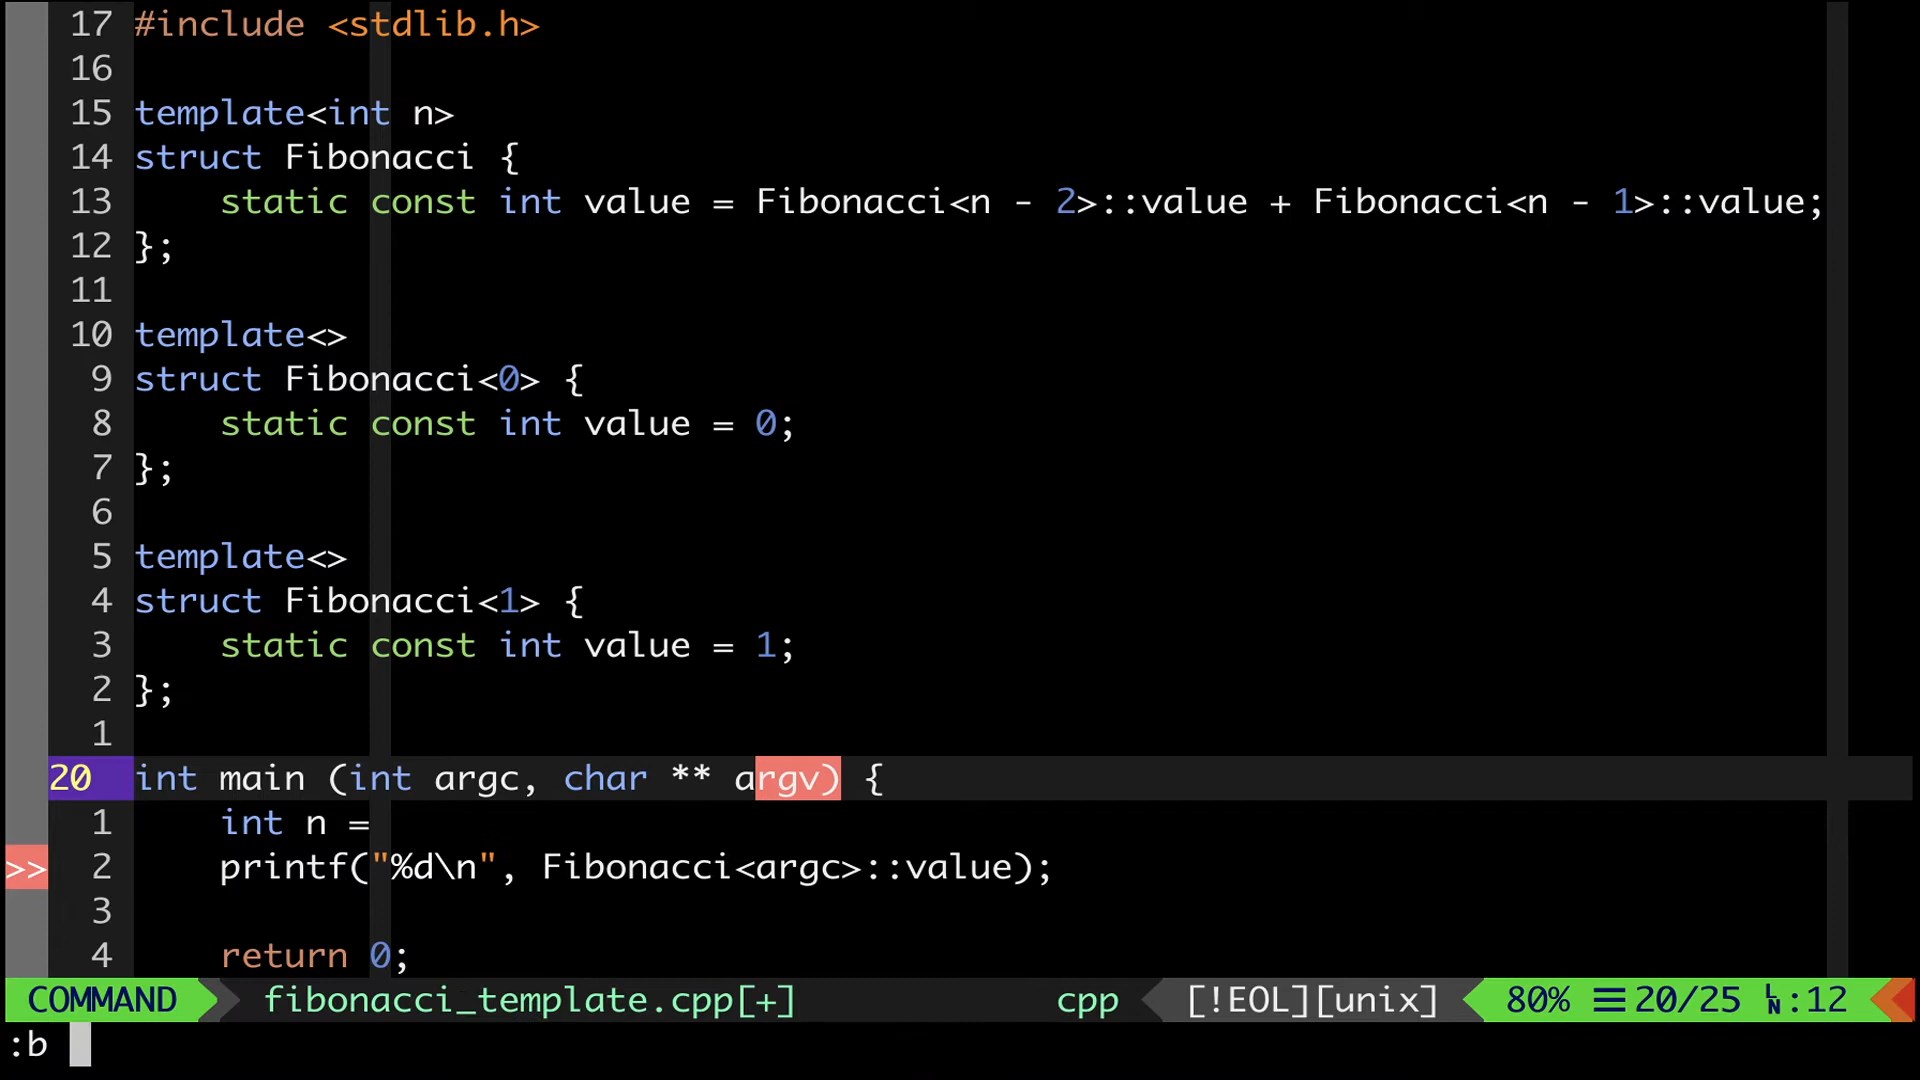 17 #include <stdlib.h>
16
15 template<int n>
14 struct Fibonacci {
13     static const int value = Fibonacci<n - 2>::value + Fibonacci<n - 1>::value;
12 };
11
10 template<>
9 struct Fibonacci<0> {
8     static const int value = 0;
7 };
6
5 template<>
4 struct Fibonacci<1> {
3     static const int value = 1;
2 };
1
20 int main (int argc, char ** argv) {
1     int n =
>> 2     printf("%d\n", Fibonacci<argc>::value);
3
4     return 0;
COMMAND fibonacci_template.cpp[+] cpp [!EOL][unix] 80% ☰ 20/25 LN:12
:b